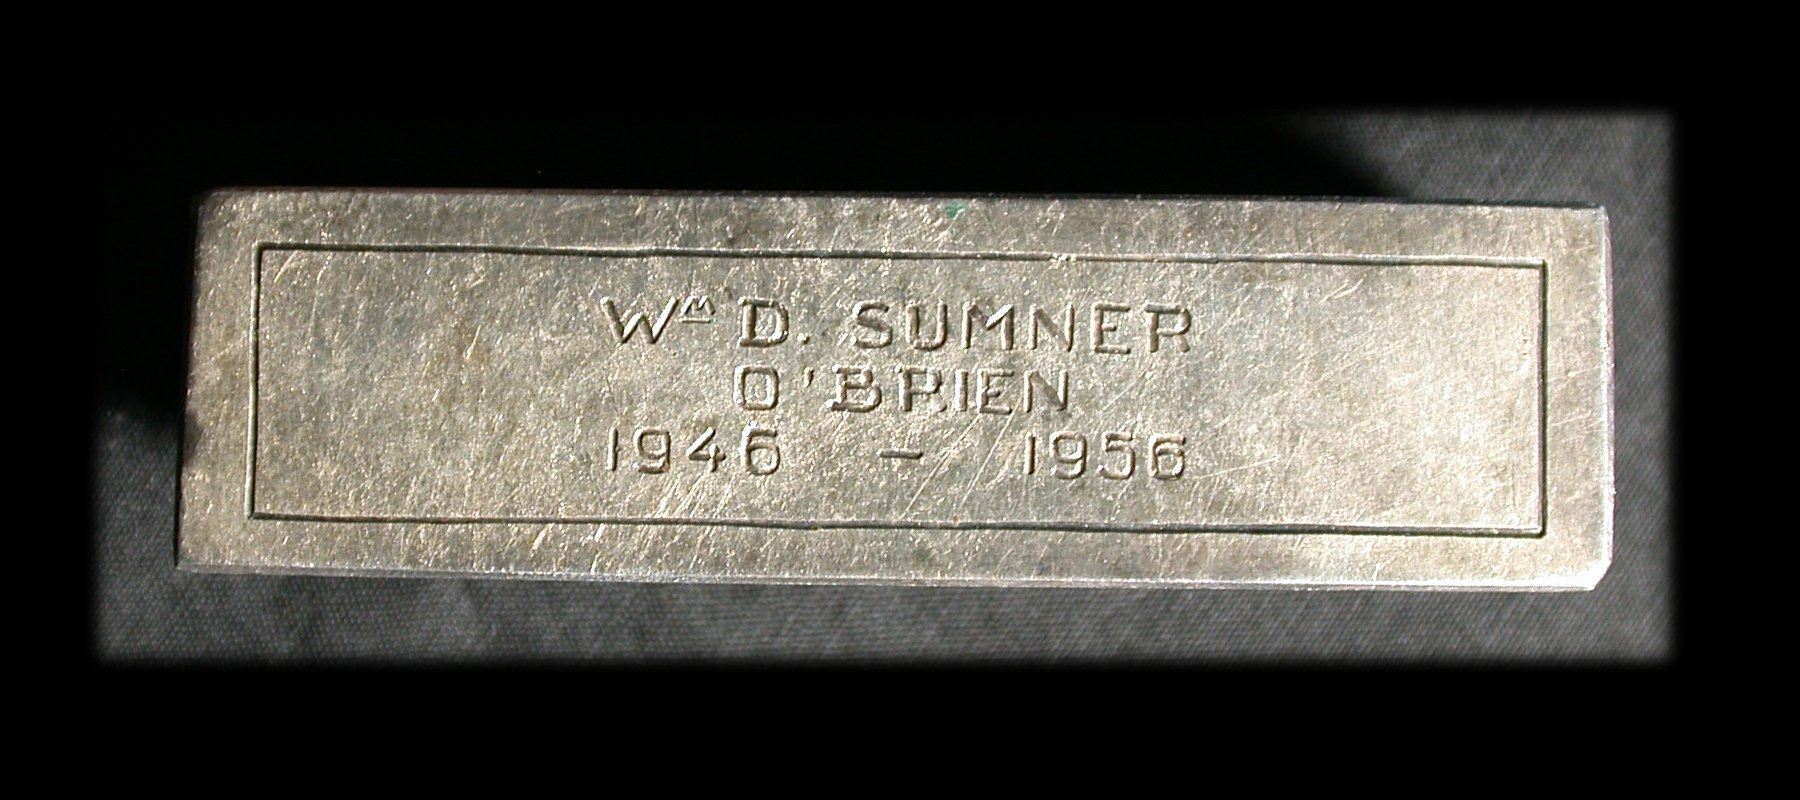 Wᵐ D. SUMNER
O'BRIEN
1946 - 1956